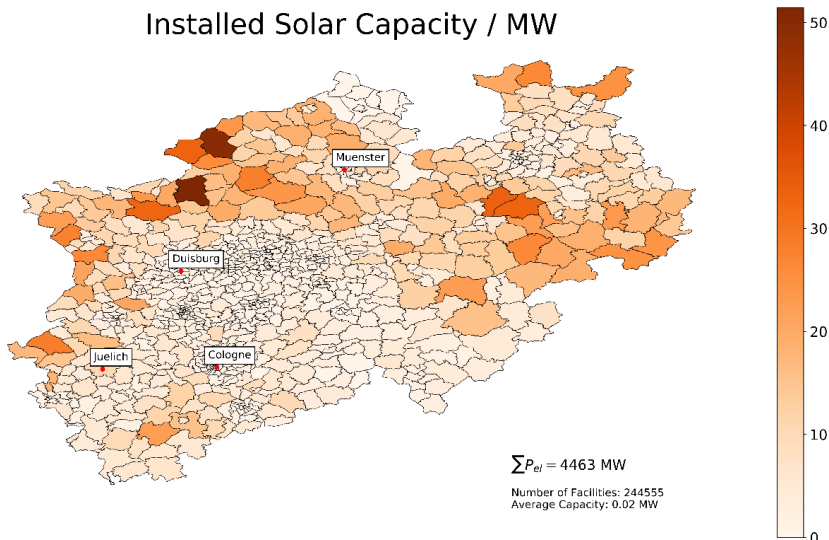 Installed Solar Capacity / MW
50
40
30
20
10
0
Muenster
Duisburg
Juelich
Cologne
∑P_el = 4463 MW
Number of Facilities: 244555
Average Capacity: 0.02 MW